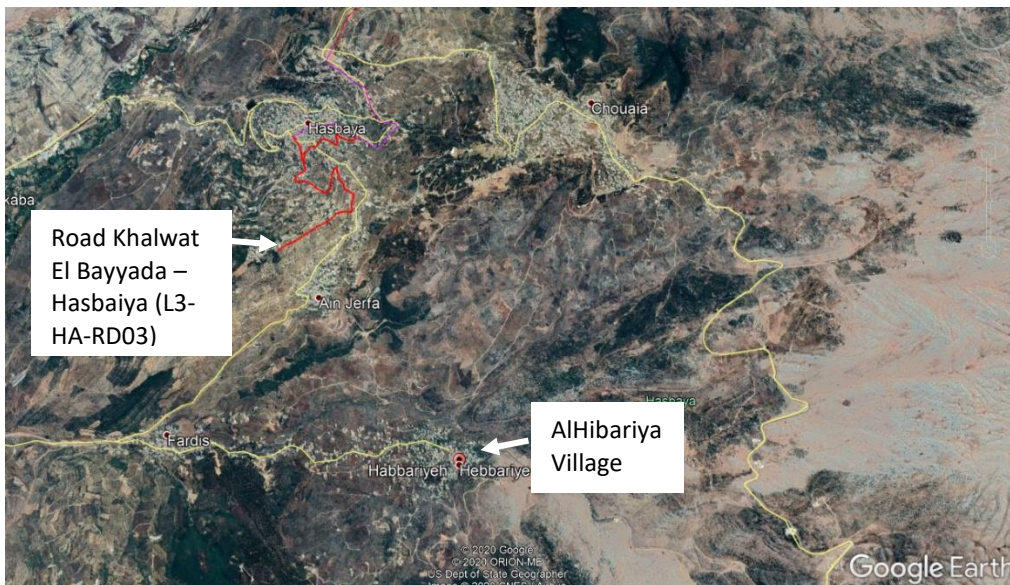 Chouaia
Hasbaya
kaba
Road Khalwat
El Bayyada –
Hasbaiya (L3-
HA-RD03)
Ain Jerfa
Hasbaya
AlHibariya
Village
Fardis
Habbariyeh
Hebbariye
© 2020 Google
© 2020 ORION-ME
US Dept of State Geographer
Google Earth